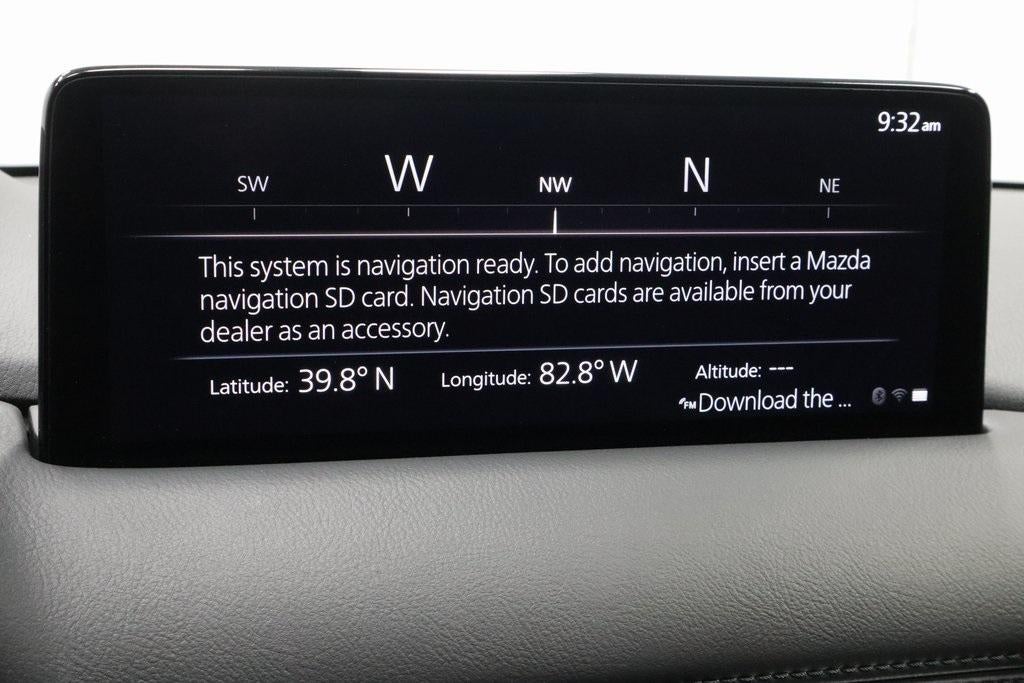 9:32am
SW W NW N NE
This system is navigation ready. To add navigation, insert a Mazda
navigation SD card. Navigation SD cards are available from your
dealer as an accessory.
Latitude: 39.8° N Longitude: 82.8° W Altitude: ---
FM Download the ...